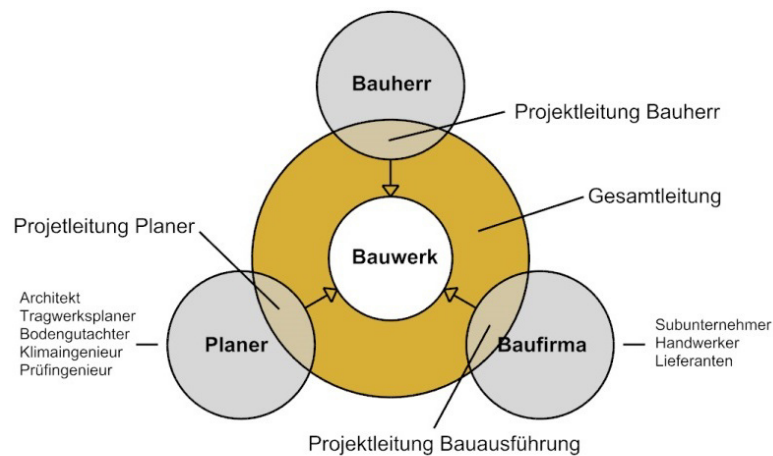 Bauherr
Projektleitung Bauherr
Gesamtleitung
Projetleitung Planer
Bauwerk
Architekt
Tragwerksplaner
Bodengutachter
Klimaingenieur
Prüfingenieur
Planer
Baufirma
Subunternehmer
Handwerker
Lieferanten
Projektleitung Bauausführung